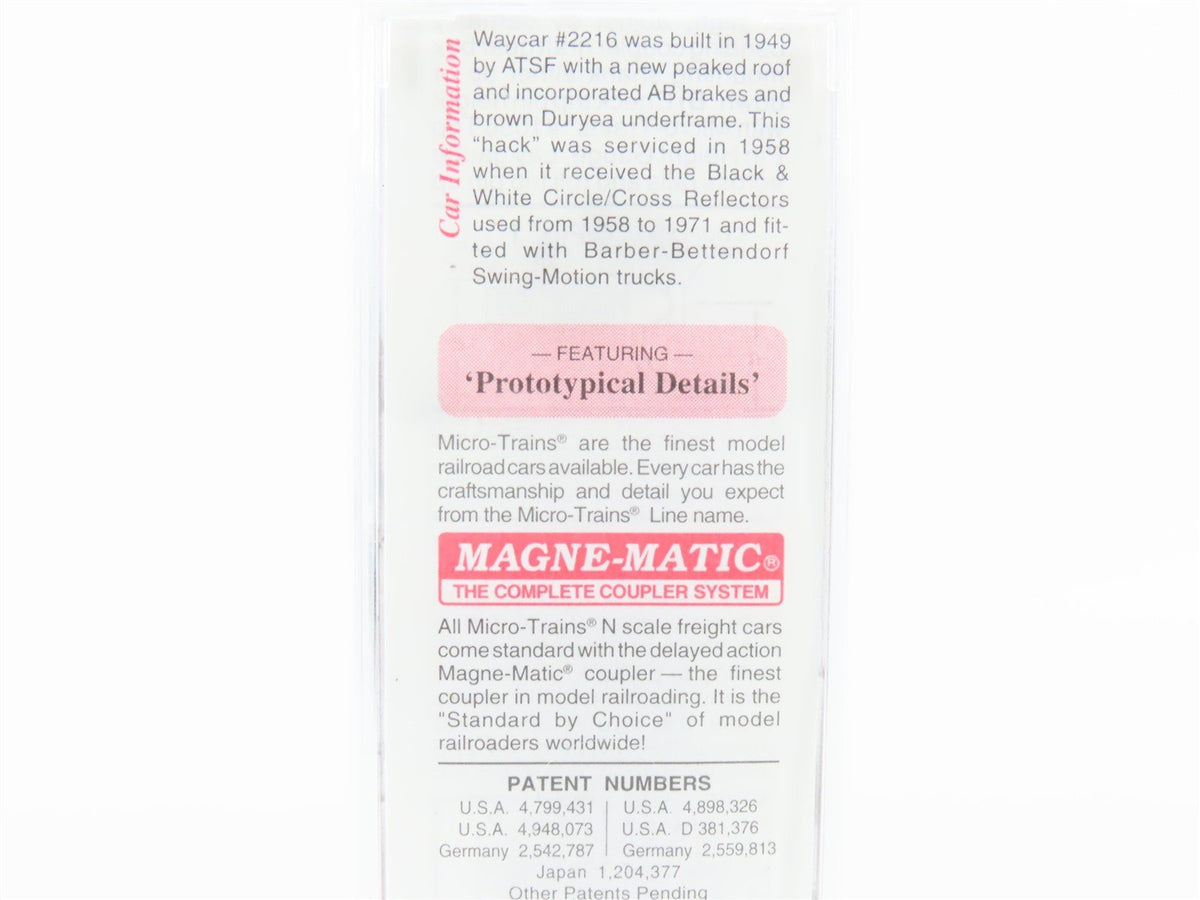 Car Information
Waycar #2216 was built in 1949
by ATSF with a new peaked roof
and incorporated AB brakes and
brown Duryea underframe. This
“hack” was serviced in 1958
when it received the Black &
White Circle/Cross Reflectors
used from 1958 to 1971 and fit-
ted with Barber-Bettendorf
Swing-Motion trucks.
— FEATURING —
‘Prototypical Details’
Micro-Trains® are the finest model
railroad cars available. Every car has the
craftsmanship and detail you expect
from the Micro-Trains® Line name.
MAGNE-MATIC®
THE COMPLETE COUPLER SYSTEM
All Micro-Trains® N scale freight cars
come standard with the delayed action
Magne-Matic® coupler — the finest
coupler in model railroading. It is the
"Standard by Choice" of model
railroaders worldwide!
PATENT NUMBERS
U.S.A. 4,799,431 | U.S.A. 4,898,326
U.S.A. 4,948,073 | U.S.A. D 381,376
Germany 2,542,787 | Germany 2,559,813
Japan 1,204,377
Other Patents Pending